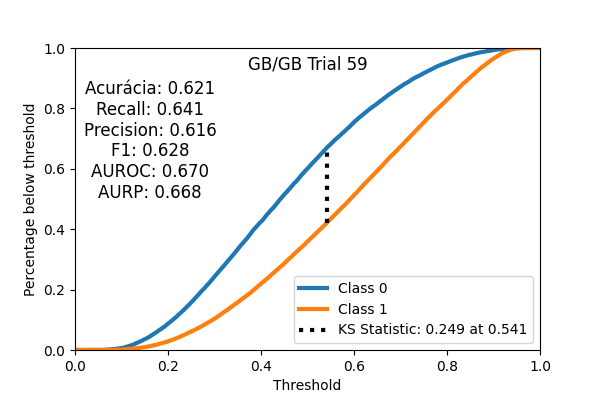 GB/GB Trial 59
Acurácia: 0.621
Recall: 0.641
Precision: 0.616
F1: 0.628
AUROC: 0.670
AURP: 0.668
Percentage below threshold
1.0
0.8
0.6
0.4
0.2
0.0
Class 0
Class 1
KS Statistic: 0.249 at 0.541
0.0 0.2 0.4 0.6 0.8 1.0
Threshold